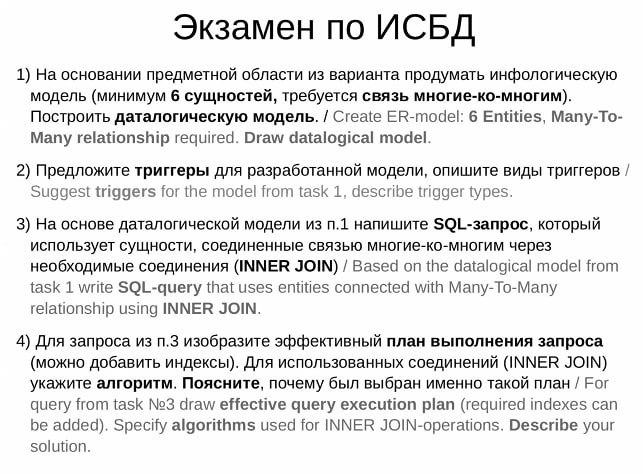 Экзамен по ИСБД
1) На основании предметной области из варианта продумать инфологическую
модель (минимум 6 сущностей, требуется связь многие-ко-многим).
Построить даталогическую модель. / Create ER-model: 6 Entities, Many-To-
Many relationship required. Draw datalogical model.
2) Предложите триггеры для разработанной модели, опишите виды триггеров /
Suggest triggers for the model from task 1, describe trigger types.
3) На основе даталогической модели из п.1 напишите SQL-запрос, который
использует сущности, соединенные связью многие-ко-многим через
необходимые соединения (INNER JOIN) / Based on the datalogical model from
task 1 write SQL-query that uses entities connected with Many-To-Many
relationship using INNER JOIN.
4) Для запроса из п.3 изобразите эффективный план выполнения запроса
(можно добавить индексы). Для использованных соединений (INNER JOIN)
укажите алгоритм. Поясните, почему был выбран именно такой план / For
query from task №3 draw effective query execution plan (required indexes can
be added). Specify algorithms used for INNER JOIN-operations. Describe your
solution.